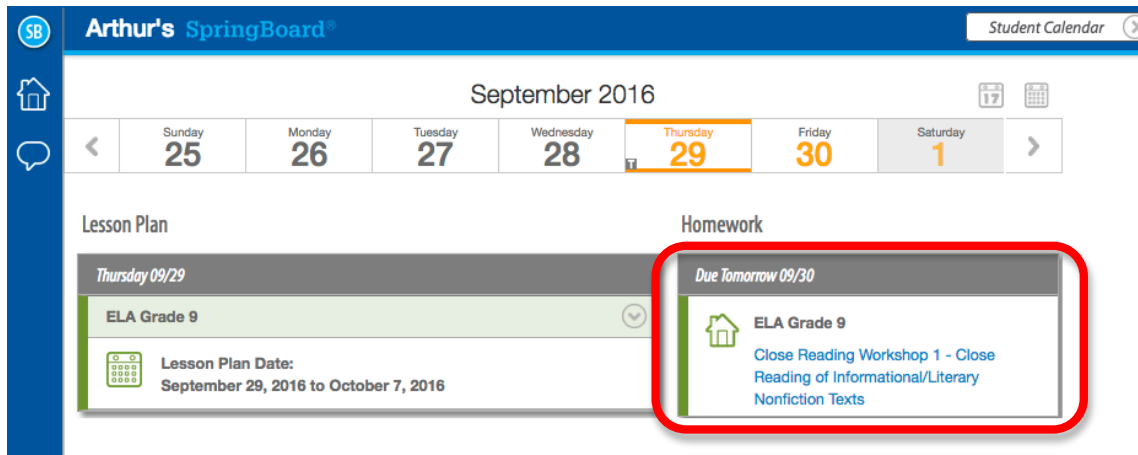 SB
Arthur's SpringBoard®
Student Calendar
September 2016
17
Sunday
25
Monday
26
Tuesday
27
Wednesday
28
T
Thursday
29
Friday
30
Saturday
1
Lesson Plan
Thursday 09/29
ELA Grade 9
Lesson Plan Date:
September 29, 2016 to October 7, 2016
Homework
Due Tomorrow 09/30
ELA Grade 9
Close Reading Workshop 1 - Close
Reading of Informational/Literary
Nonfiction Texts